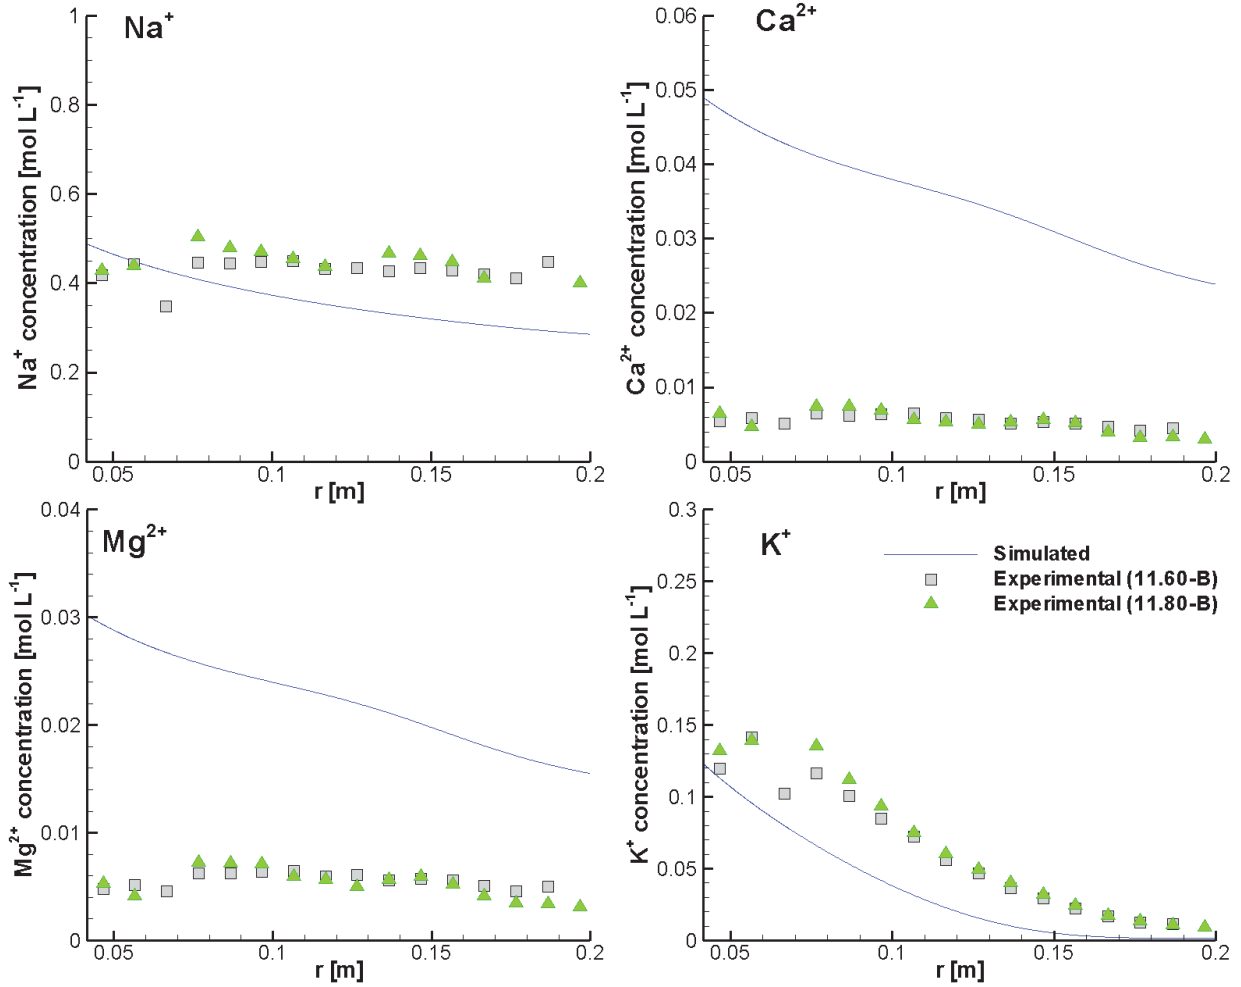 Na+
1
0.8
0.6
0.4
0.2
0
Na+ concentration [mol L-1]
0.05
0.1
0.15
0.2
r [m]
Ca2+
0.06
0.05
0.04
0.03
0.02
0.01
0
Ca2+ concentration [mol L-1]
0.05
0.1
0.15
0.2
r [m]
Mg2+
0.04
0.03
0.02
0.01
0
Mg2+ concentration [mol L-1]
0.05
0.1
0.15
0.2
r [m]
K+
Simulated
Experimental (11.60-B)
Experimental (11.80-B)
0.3
0.25
0.2
0.15
0.1
0.05
0
K+ concentration [mol L-1]
0.05
0.1
0.15
0.2
r [m]